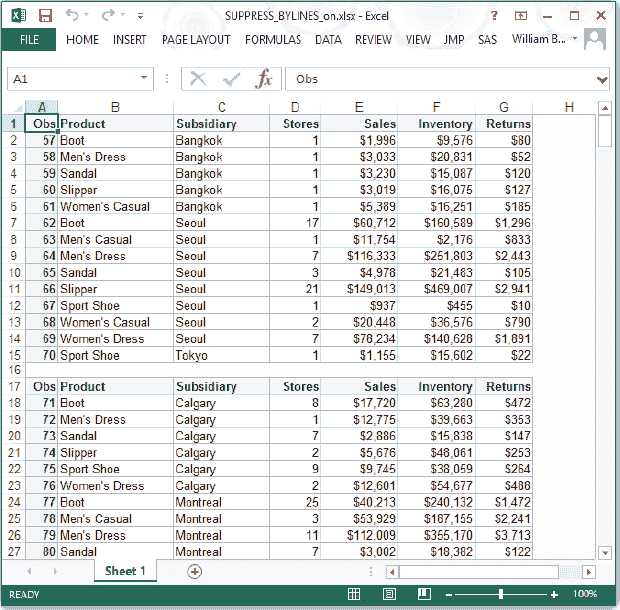 SUPPRESS_BYLINES_on.xlsx - Excel
FILE HOME INSERT PAGE LAYOUT FORMULAS DATA REVIEW VIEW JMP SAS William B...
A1 fx Obs
A B C D E F G H
1 Obs Product Subsidiary Stores Sales Inventory Returns
2 57 Boot Bangkok 1 $1,996 $9,576 $80
3 58 Men's Dress Bangkok 1 $3,033 $20,831 $52
4 59 Sandal Bangkok 1 $3,230 $15,087 $120
5 60 Slipper Bangkok 1 $3,019 $16,075 $127
6 61 Women's Casual Bangkok 1 $5,389 $16,251 $185
7 62 Boot Seoul 17 $60,712 $160,589 $1,296
8 63 Men's Casual Seoul 1 $11,754 $2,176 $833
9 64 Men's Dress Seoul 7 $116,333 $251,803 $2,443
10 65 Sandal Seoul 3 $4,978 $21,483 $105
11 66 Slipper Seoul 21 $149,013 $469,007 $2,941
12 67 Sport Shoe Seoul 1 $937 $455 $10
13 68 Women's Casual Seoul 2 $20,448 $36,576 $790
14 69 Women's Dress Seoul 7 $78,234 $140,628 $1,891
15 70 Sport Shoe Tokyo 1 $1,155 $15,602 $22
16
17 Obs Product Subsidiary Stores Sales Inventory Returns
18 71 Boot Calgary 8 $17,720 $63,280 $472
19 72 Men's Dress Calgary 1 $12,775 $39,663 $353
20 73 Sandal Calgary 7 $2,886 $15,838 $147
21 74 Slipper Calgary 2 $5,676 $48,061 $253
22 75 Sport Shoe Calgary 9 $9,745 $38,059 $264
23 76 Women's Dress Calgary 2 $12,601 $54,677 $488
24 77 Boot Montreal 25 $40,213 $240,132 $1,472
25 78 Men's Casual Montreal 3 $53,929 $187,155 $2,241
26 79 Men's Dress Montreal 11 $112,009 $355,170 $3,713
27 80 Sandal Montreal 7 $3,002 $18,382 $122
Sheet 1
READY 100%